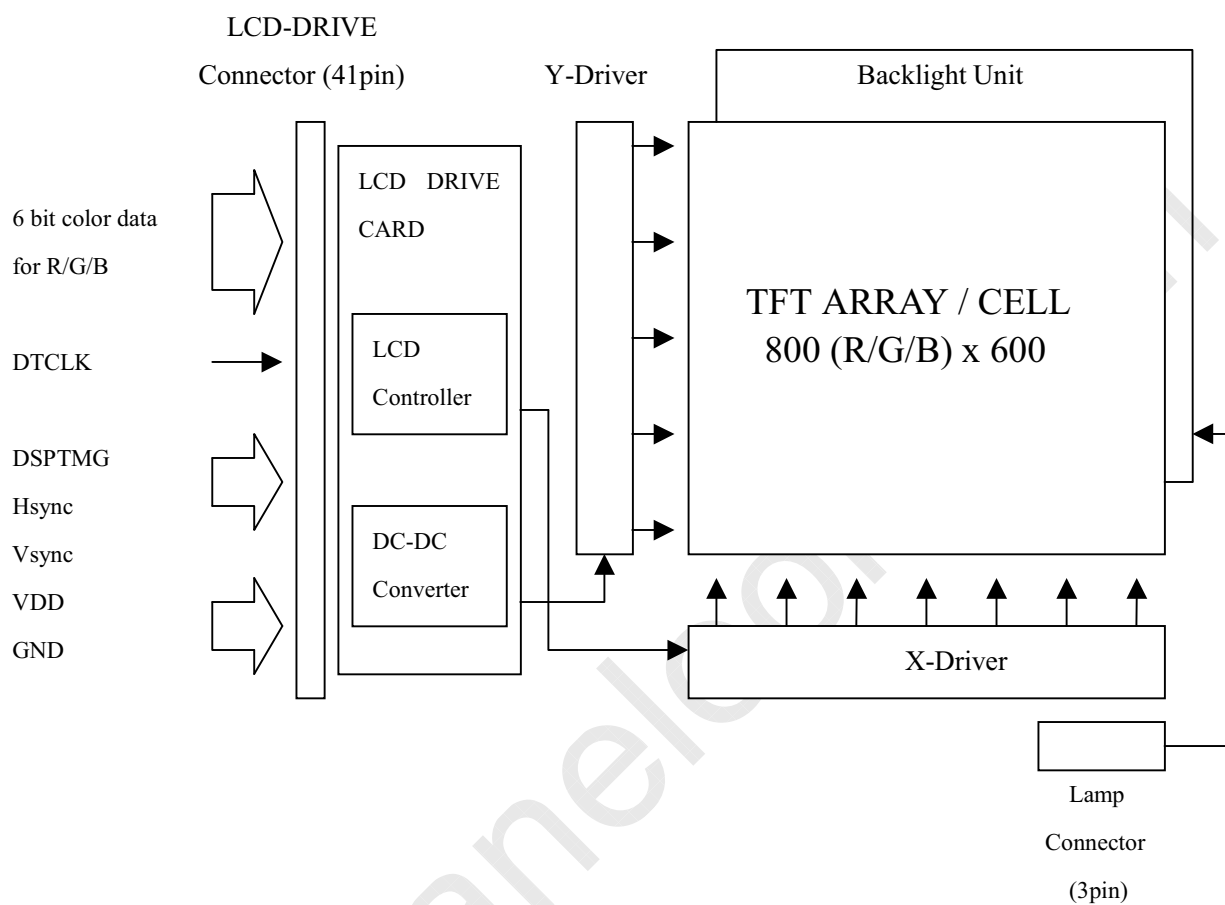 LCD-DRIVE
Connector (41pin)
Y-Driver
Backlight Unit
6 bit color data
for R/G/B
DTCLK
DSPTMG
Hsync
Vsync
VDD
GND
LCD DRIVE
CARD
LCD
Controller
DC-DC
Converter
TFT ARRAY / CELL
800 (R/G/B) x 600
X-Driver
Lamp
Connector
(3pin)